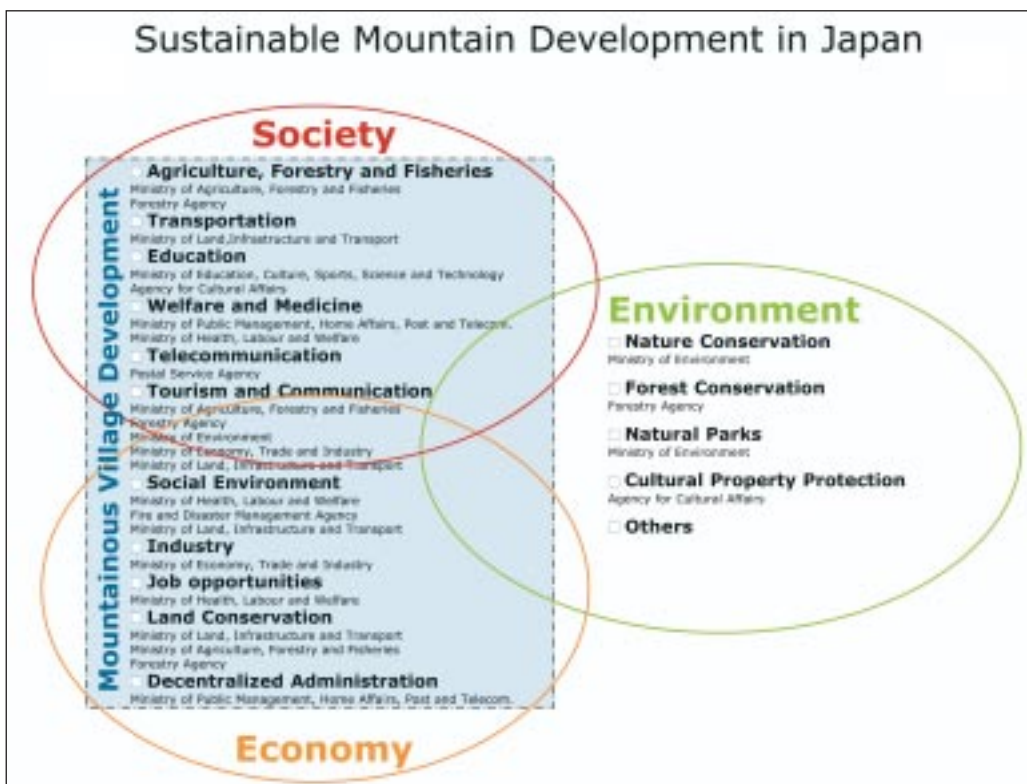 Sustainable Mountain Development in Japan
Society
Mountainous Village Development
Agriculture, Forestry and Fisheries
Ministry of Agriculture, Forestry and Fisheries
Forestry Agency
Transportation
Ministry of Land,Infrastructure and Transport
Education
Ministry of Education, Culture, Sports, Science and Technology
Agency for Cultural Affairs
Welfare and Medicine
Ministry of Public Management, Home Affairs, Post and Telecom.
Ministry of Health, Labour and Welfare
Telecommunication
Postal Service Agency
Tourism and Communication
Ministry of Agriculture, Forestry and Fisheries
Forestry Agency
Ministry of Environment
Ministry of Economy, Trade and Industry
Ministry of Land, Infrastructure and Transport
Social Environment
Ministry of Health, Labour and Welfare
Fire and Disaster Management Agency
Ministry of Land, Infrastructure and Transport
Industry
Ministry of Economy, Trade and Industry
Job opportunities
Ministry of Health, Labour and Welfare
Land Conservation
Ministry of Land, Infrastructure and Transport
Ministry of Agriculture, Forestry and Fisheries
Forestry Agency
Decentralized Administration
Ministry of Public Management, Home Affairs, Post and Telecom.
Economy
Environment
Nature Conservation
Ministry of Environment
Forest Conservation
Forestry Agency
Natural Parks
Ministry of Environment
Cultural Property Protection
Agency for Cultural Affairs
Others